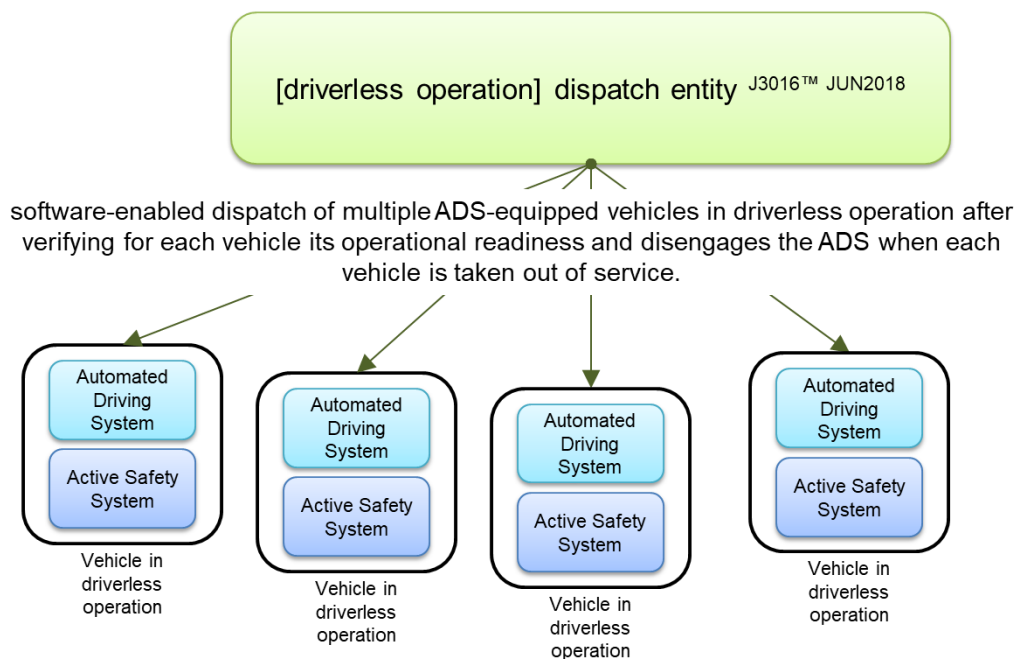 [driverless operation] dispatch entity J3016™ JUN2018
software-enabled dispatch of multiple ADS-equipped vehicles in driverless operation after
verifying for each vehicle its operational readiness and disengages the ADS when each
vehicle is taken out of service.
Automated
Driving
System
Active Safety
System
Vehicle in
driverless
operation
Automated
Driving
System
Active Safety
System
Vehicle in
driverless
operation
Automated
Driving
System
Active Safety
System
Vehicle in
driverless
operation
Automated
Driving
System
Active Safety
System
Vehicle in
driverless
operation